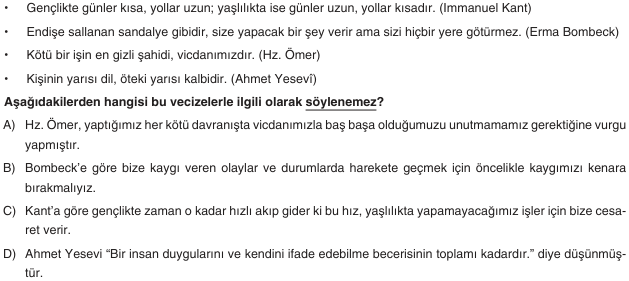 • Gençlikte günler kısa, yollar uzun; yaşlılıkta ise günler uzun, yollar kısadır. (Immanuel Kant)
• Endişe sallanan sandalye gibidir, size yapacak bir şey verir ama sizi hiçbir yere götürmez. (Erma Bombeck)
• Kötü bir işin en gizli şahidi, vicdanımızdır. (Hz. Ömer)
• Kişinin yarısı dil, öteki yarısı kalbidir. (Ahmet Yesevî)
Aşağıdakilerden hangisi bu vecizelerle ilgili olarak söylenemez?
A) Hz. Ömer, yaptığımız her kötü davranışta vicdanımızla baş başa olduğumuzu unutmamamız gerektiğine vurgu
yapmıştır.
B) Bombeck’e göre bize kaygı veren olaylar ve durumlarda harekete geçmek için öncelikle kaygımızı kenara
bırakmalıyız.
C) Kant’a göre gençlikte zaman o kadar hızlı akıp gider ki bu hız, yaşlılıkta yapamayacağımız işler için bize cesa-
ret verir.
D) Ahmet Yesevi “Bir insan duygularını ve kendini ifade edebilme becerisinin toplamı kadardır.” diye düşünmüş-
tür.